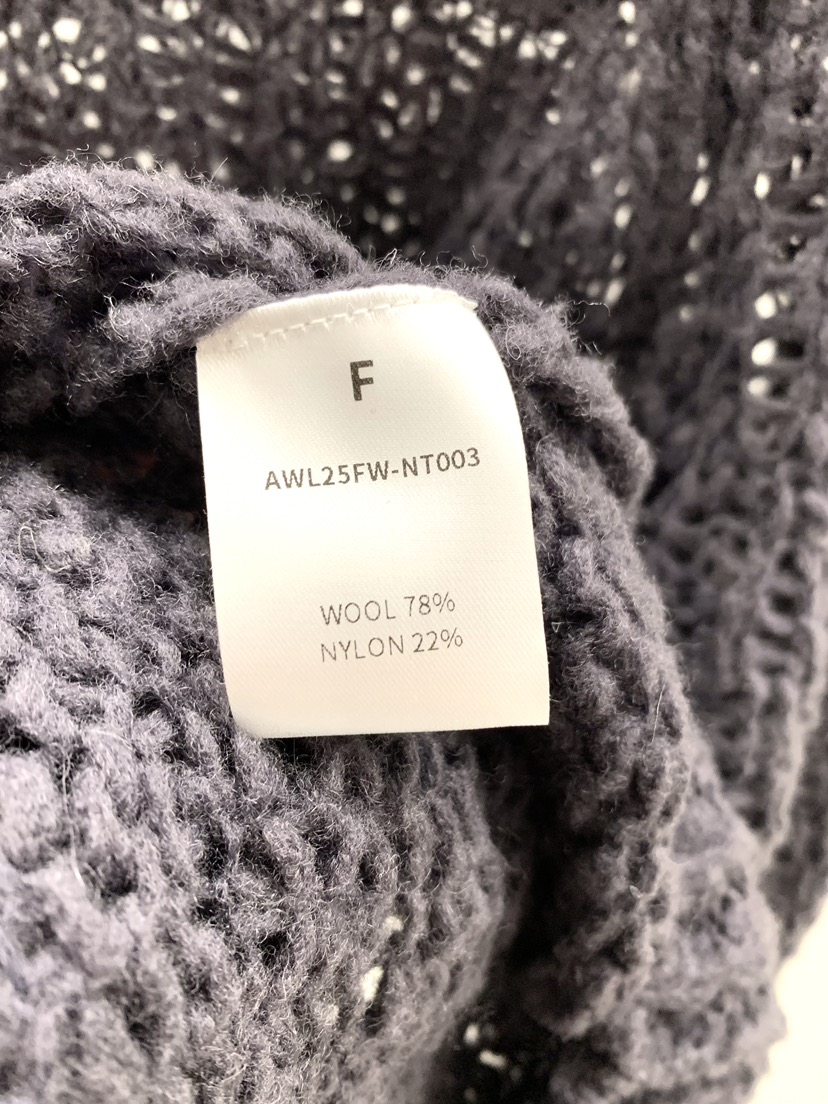 F
AWL25FW-NT003
WOOL 78%
NYLON 22%